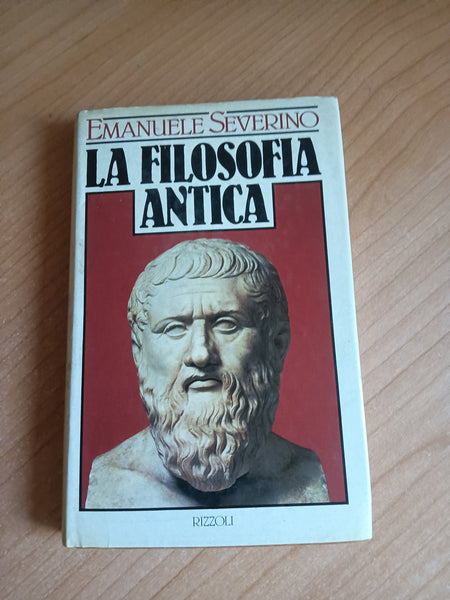 EMANUELE SEVERINO
LA FILOSOFIA
ANTICA
RIZZOLI